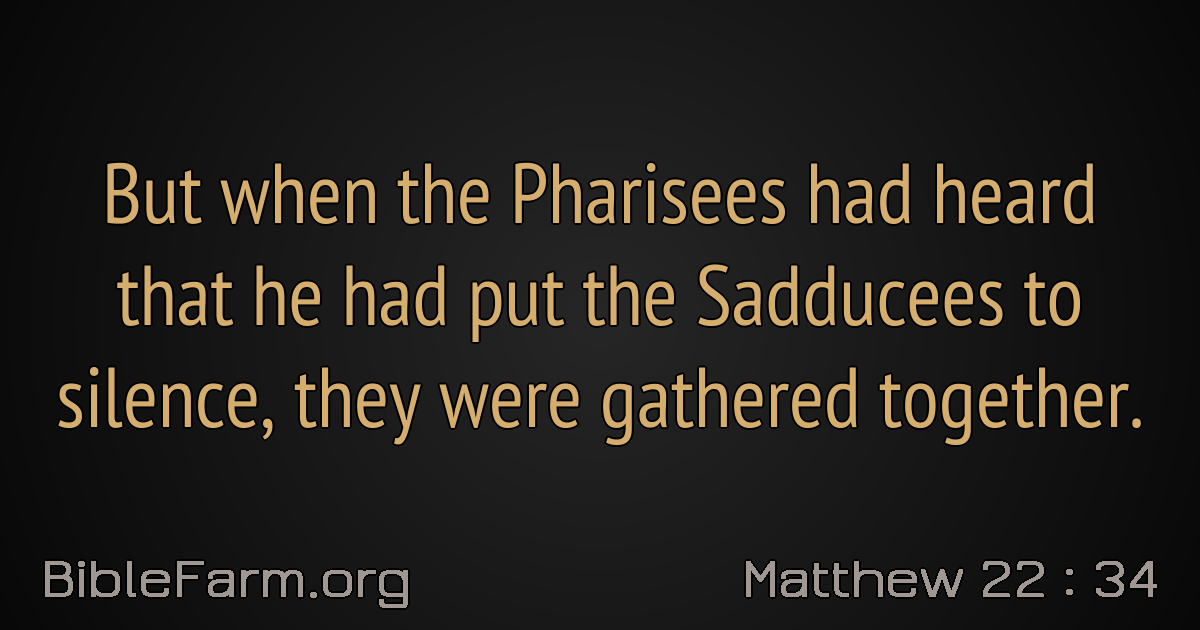 But when the Pharisees had heard
that he had put the Sadducees to
silence, they were gathered together.
BibleFarm.org
Matthew 22 : 34